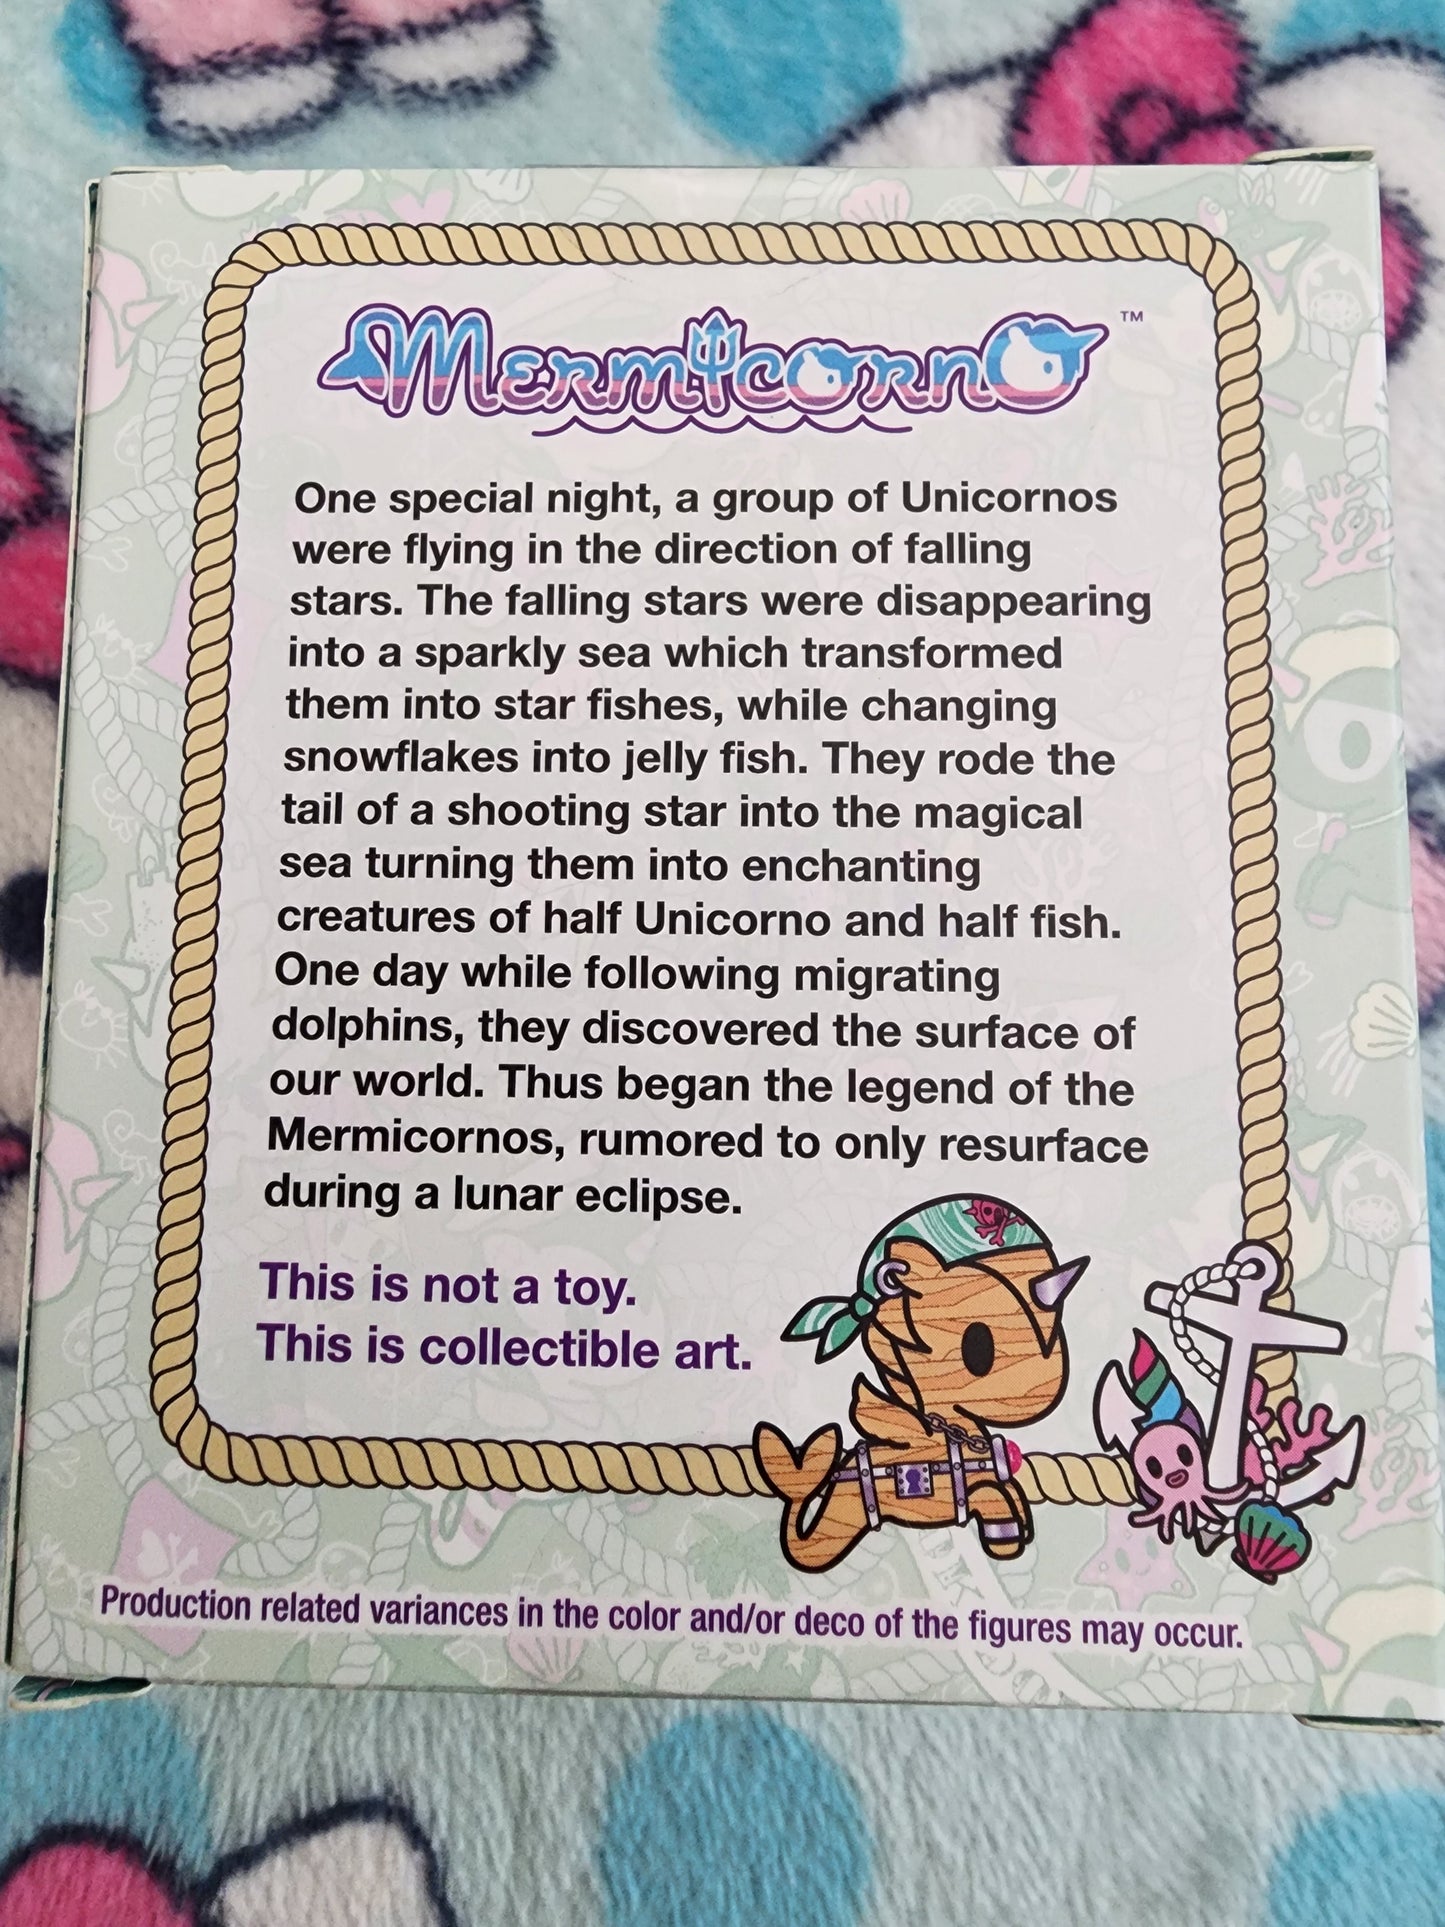 Mermicorno™
One special night, a group of Unicornos
were flying in the direction of falling
stars. The falling stars were disappearing
into a sparkly sea which transformed
them into star fishes, while changing
snowflakes into jelly fish. They rode the
tail of a shooting star into the magical
sea turning them into enchanting
creatures of half Unicorno and half fish.
One day while following migrating
dolphins, they discovered the surface of
our world. Thus began the legend of the
Mermicornos, rumored to only resurface
during a lunar eclipse.
This is not a toy.
This is collectible art.
Production related variances in the color and/or deco of the figures may occur.